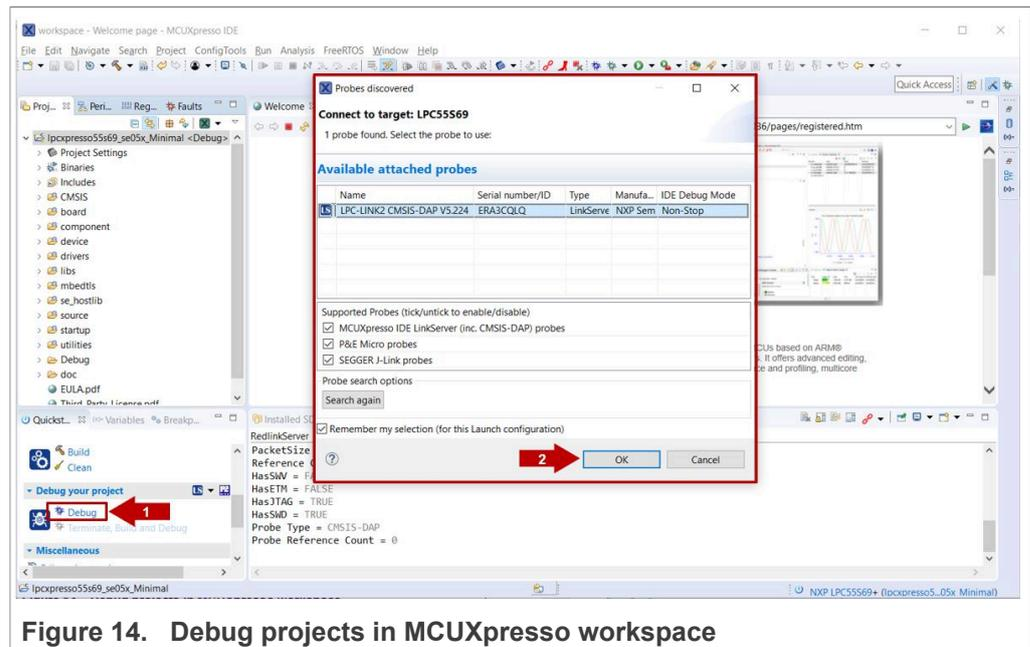 workspace - Welcome page - MCUXpresso IDE
File Edit Navigate Search Project ConfigTools Run Analysis FreeRTOS Window Help
Quick Access
Proj... Peri... Reg... Faults
Welcome
36/pages/registered.htm
lpcxpresso55s69_se05x_Minimal <Debug>
Project Settings
Binaries
Includes
CMSIS
board
component
device
drivers
libs
mbedtls
se_hostlib
source
startup
utilities
Debug
doc
EULA.pdf
Third Party License.pdf
Probes discovered
Connect to target: LPC55S69
1 probe found. Select the probe to use:
Available attached probes
Name Serial number/ID Type Manufa... IDE Debug Mode
LPC-LINK2 CMSIS-DAP V5.224 ERA3CQLQ LinkServe NXP Sem Non-Stop
Supported Probes (tick/untick to enable/disable)
MCUXpresso IDE LinkServer (inc. CMSIS-DAP) probes
P&E Micro probes
SEGGER J-Link probes
Probe search options
Search again
Remember my selection (for this Launch configuration)
2
OK Cancel
CUs based on ARM®
. It offers advanced editing,
ce and profiling, multicore
Quickst... Variables Breakp...
Build
Clean
Debug your project
Debug
1
Terminate, Build and Debug
Miscellaneous
Installed SD
RedlinkServer
PacketSize
Reference C
HasSWV = FA
HasETM = FALSE
HasJTAG = TRUE
HasSWD = TRUE
Probe Type = CMSIS-DAP
Probe Reference Count = 0
lpcxpresso55s69_se05x_Minimal
NXP LPC55S69+ (lpcxpresso5...05x Minimal)
Figure 14. Debug projects in MCUXpresso workspace